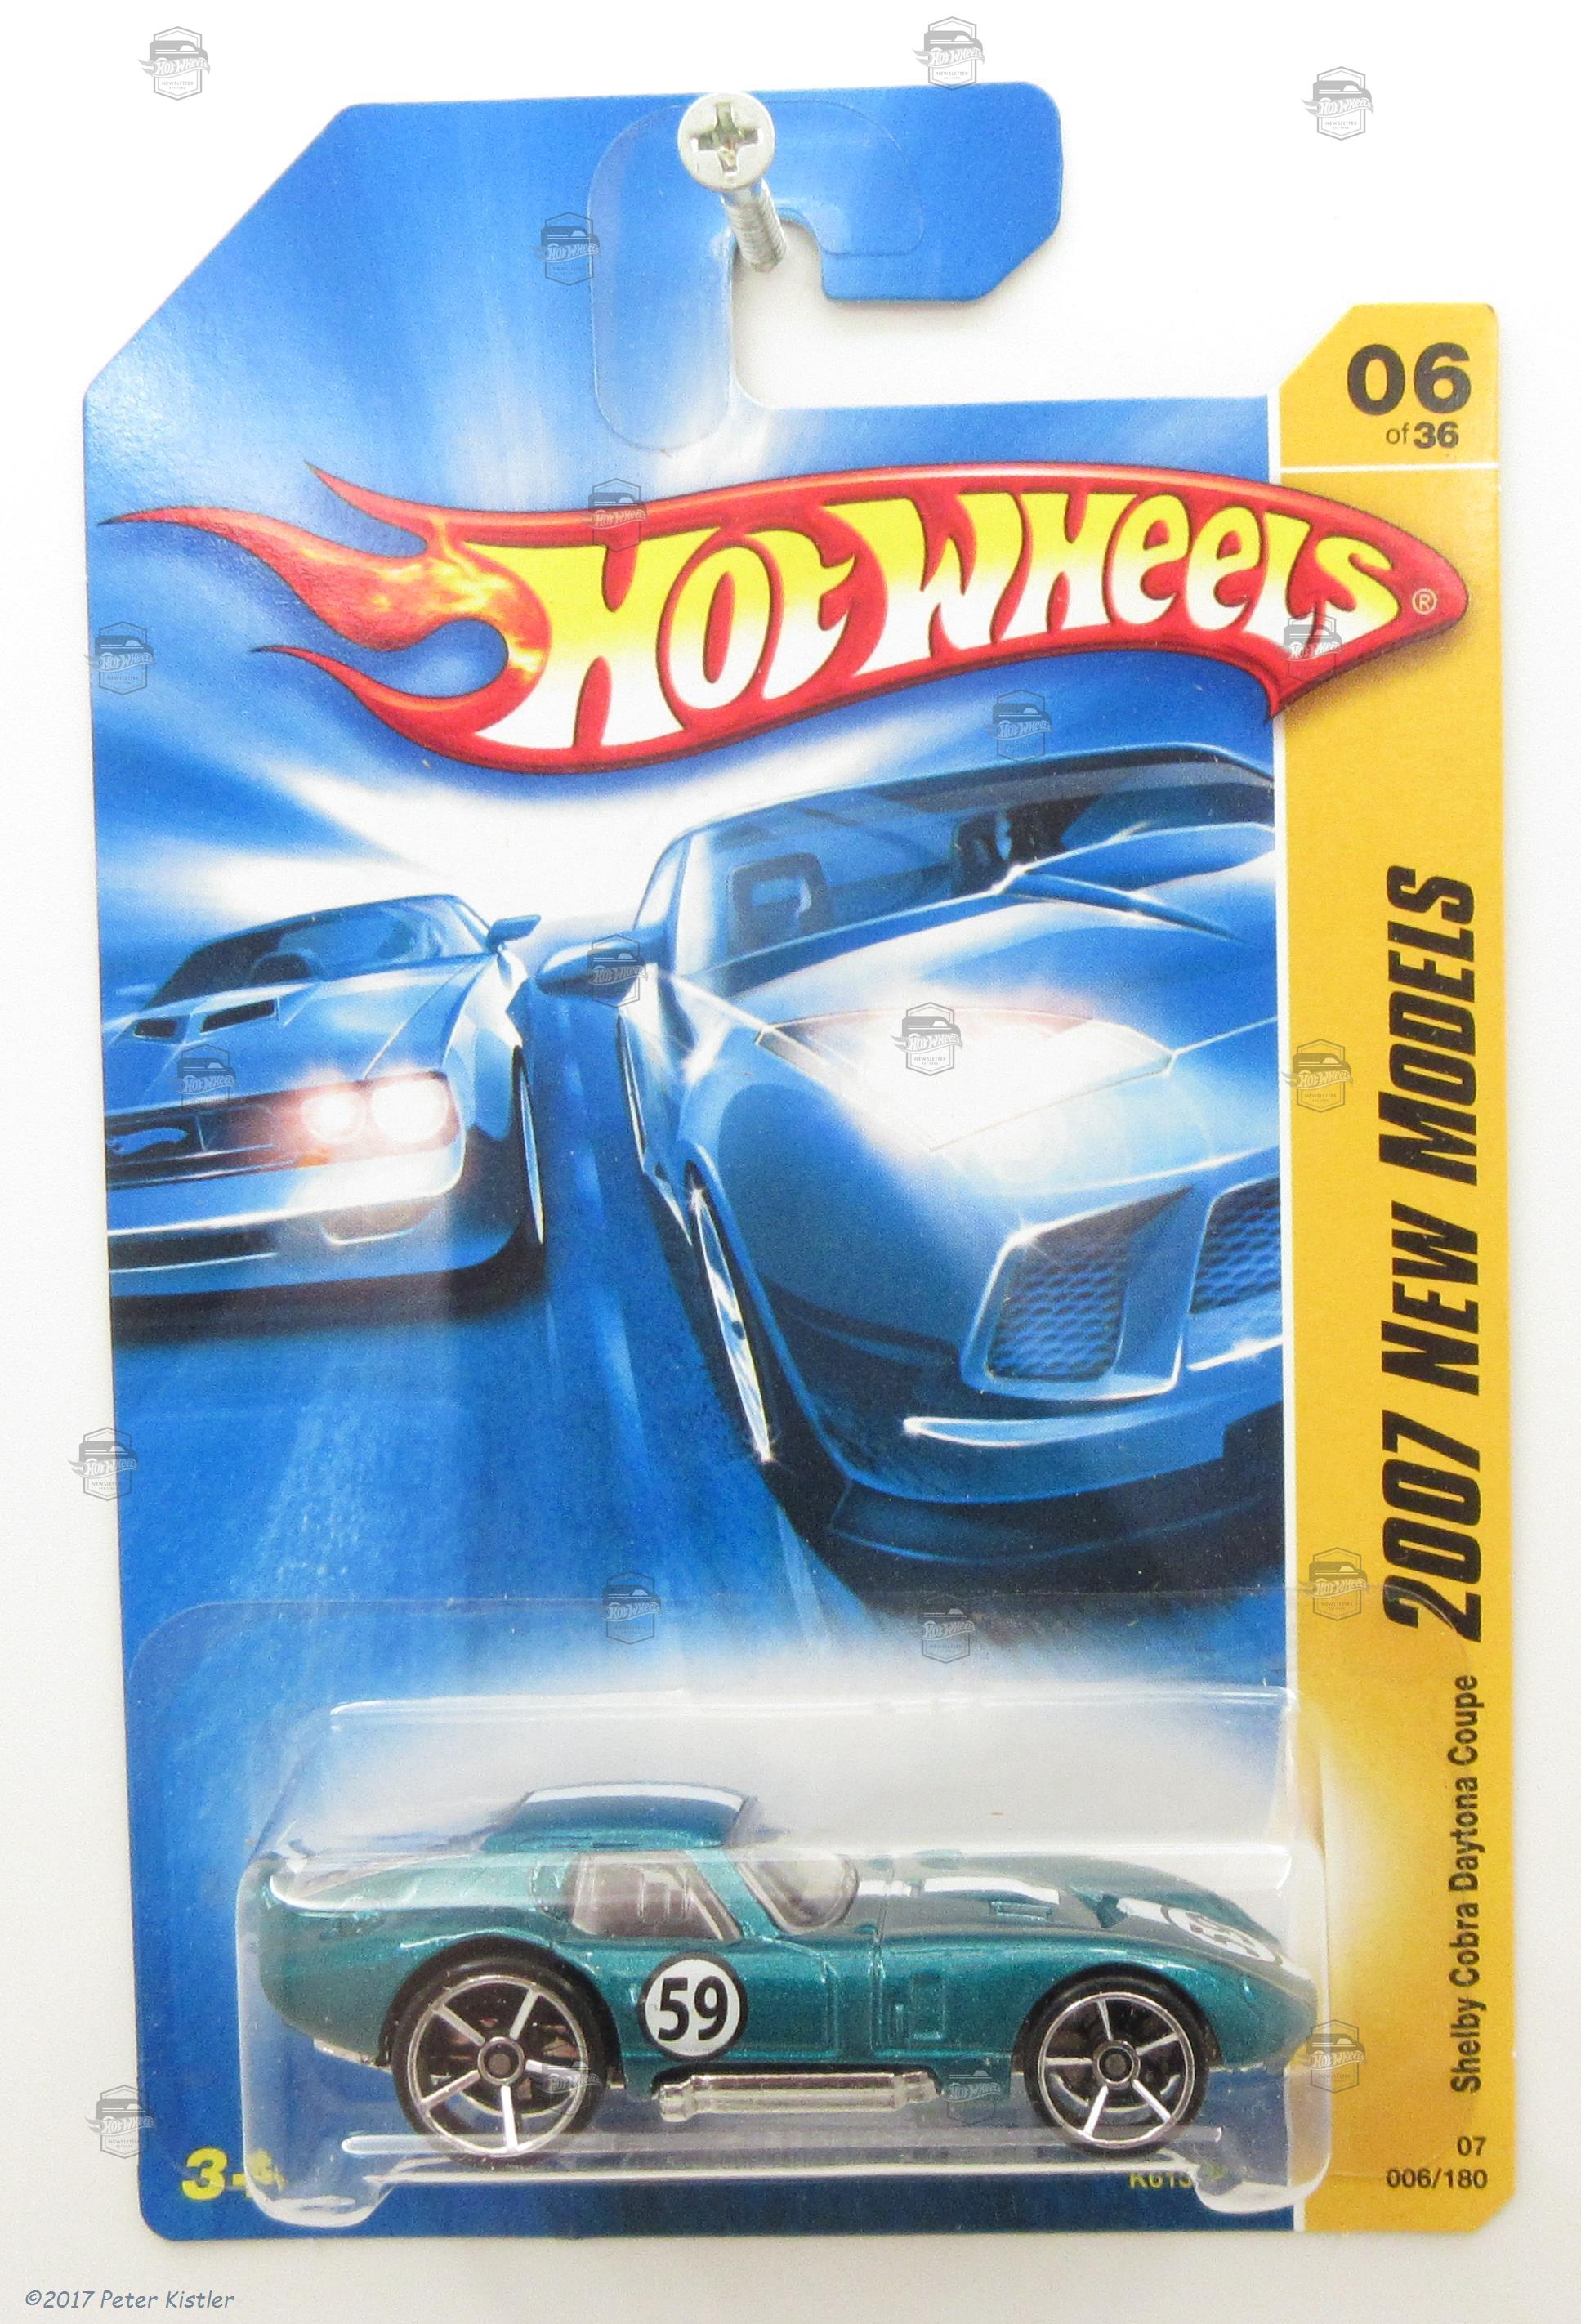 06
of 36
HOT WHEELS ®
2007 NEW MODELS
Shelby Cobra Daytona Coupe
59
59
07
006/180
©2017 Peter Kistler